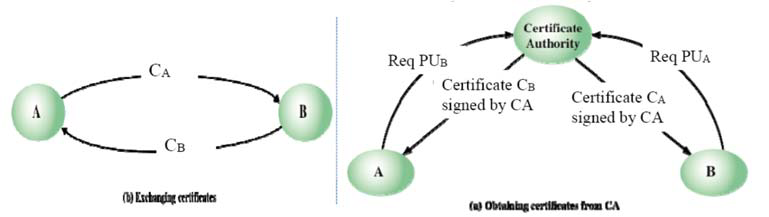 CA
A
B
CB
(b) Exchanging certificates
Certificate
Authority
Req PUB
Req PUA
Certificate CB
signed by CA
Certificate CA
signed by CA
A
B
(a) Obtaining certificates from CA